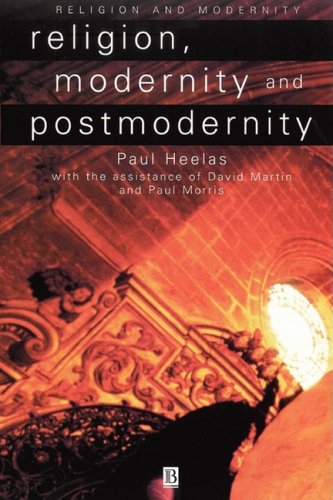 RELIGION AND MODERNITY
religion,
modernity and
postmodernity
Paul Heelas
with the assistance of David Martin
and Paul Morris
B